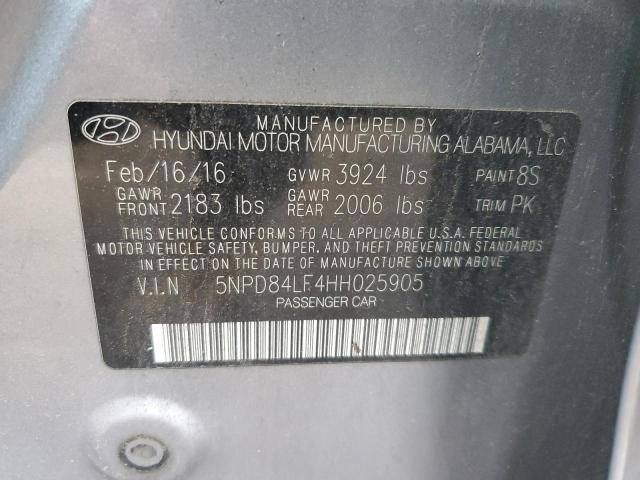 MANUFACTURED BY
HYUNDAI MOTOR MANUFACTURING ALABAMA, LLC
Feb/16/16 GVWR 3924 lbs PAINT 8S
GAWR FRONT 2183 lbs GAWR REAR 2006 lbs TRIM PK
THIS VEHICLE CONFORMS TO ALL APPLICABLE U.S.A. FEDERAL
MOTOR VEHICLE SAFETY, BUMPER, AND THEFT PREVENTION STANDARDS
IN EFFECT ON THE DATE OF MANUFACTURE SHOWN ABOVE.
V.I.N 5NPD84LF4HH025905
PASSENGER CAR